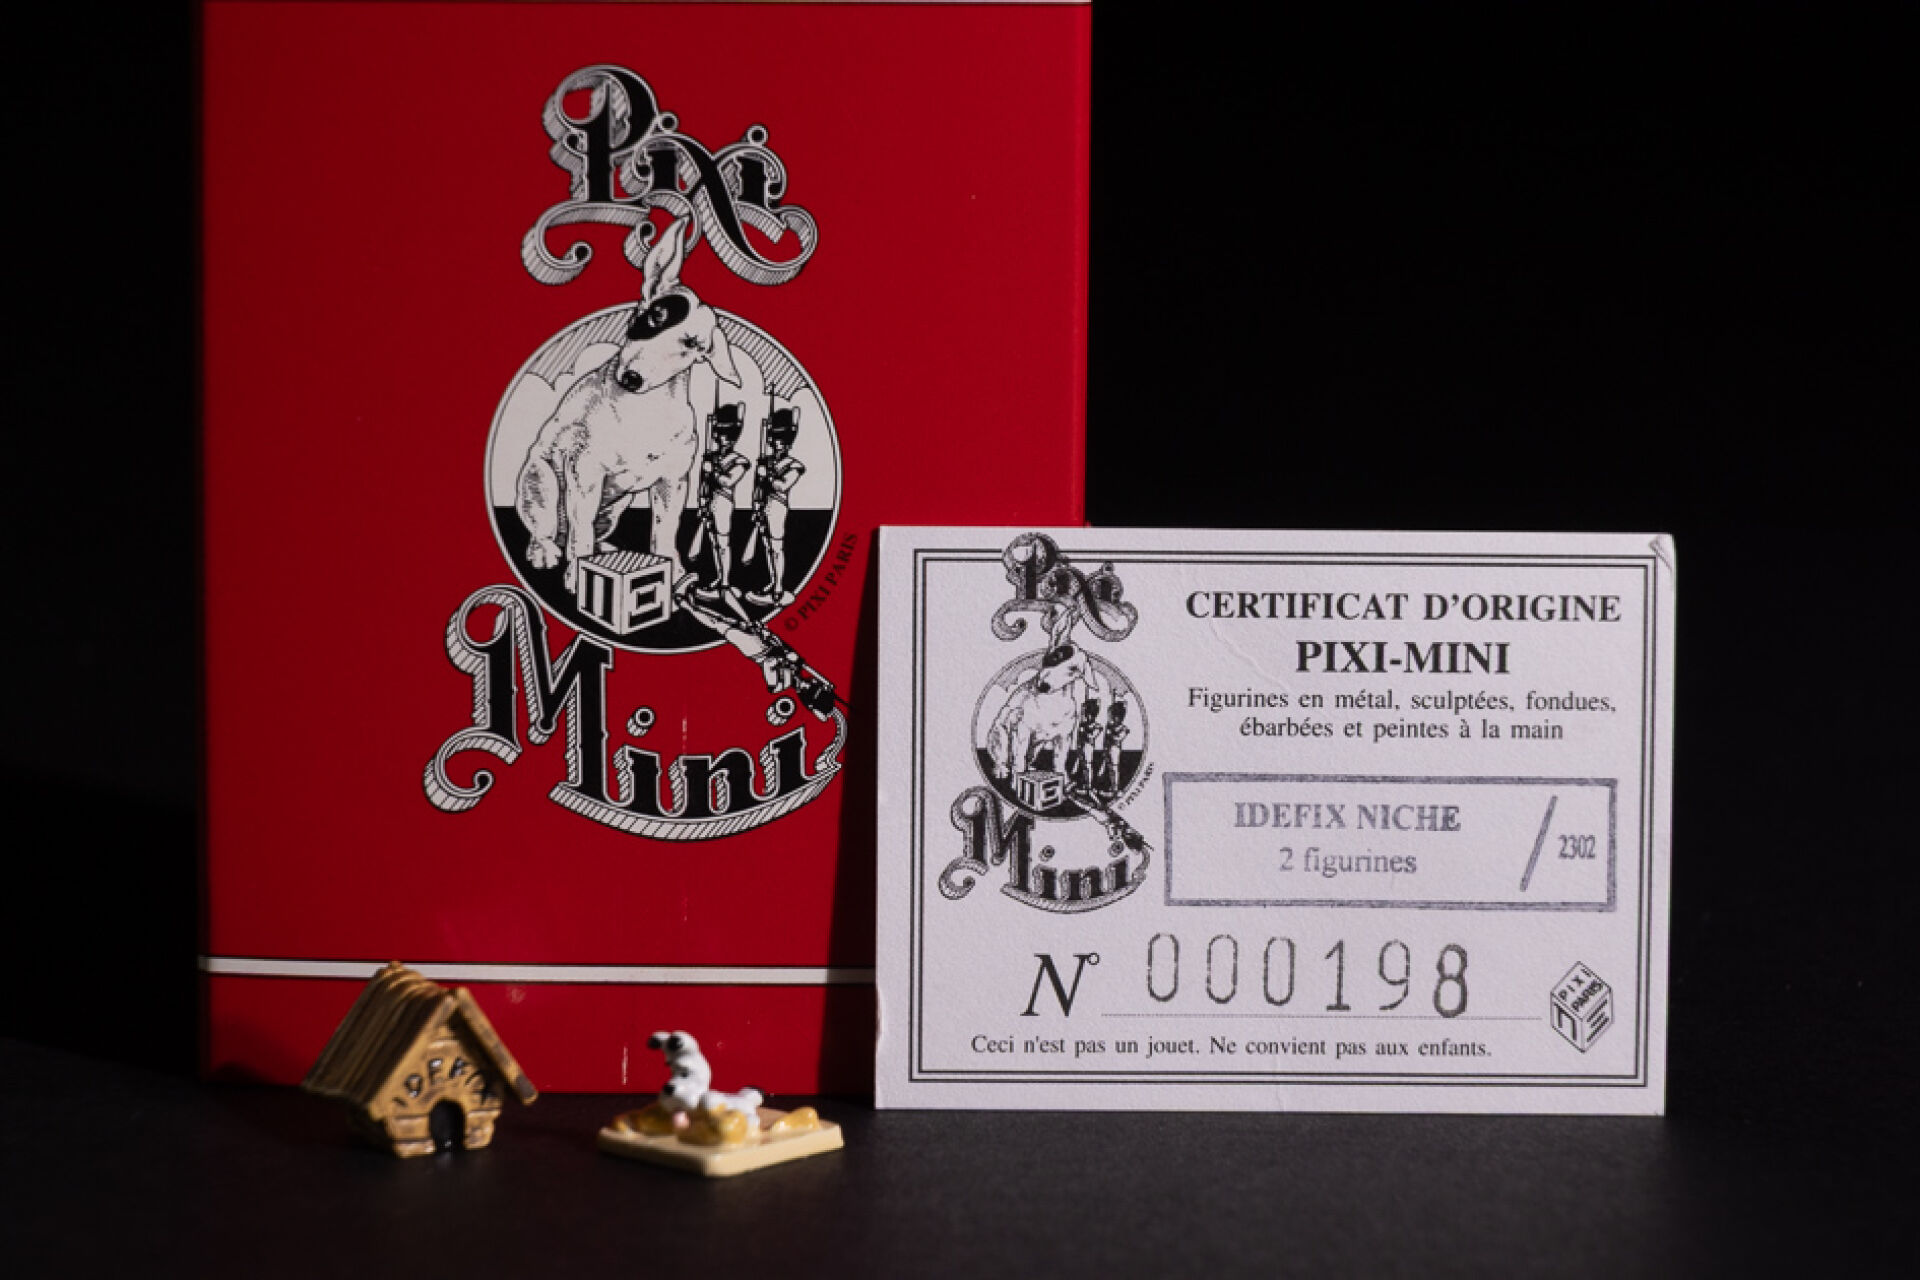 Pixi
© PIXI PARIS
Mini
Pixi
© PIXI PARIS
Mini
CERTIFICAT D'ORIGINE
PIXI-MINI
Figurines en métal, sculptées, fondues,
ébarbées et peintes à la main
IDEFIX NICHE
2 figurines
/ 2302
N° 000198
PIXI
PARIS
Ceci n'est pas un jouet. Ne convient pas aux enfants.
IDEFIX